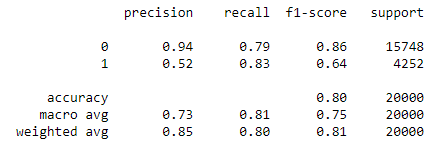 precision recall f1-score support
0 0.94 0.79 0.86 15748
1 0.52 0.83 0.64 4252
accuracy 0.80 20000
macro avg 0.73 0.81 0.75 20000
weighted avg 0.85 0.80 0.81 20000